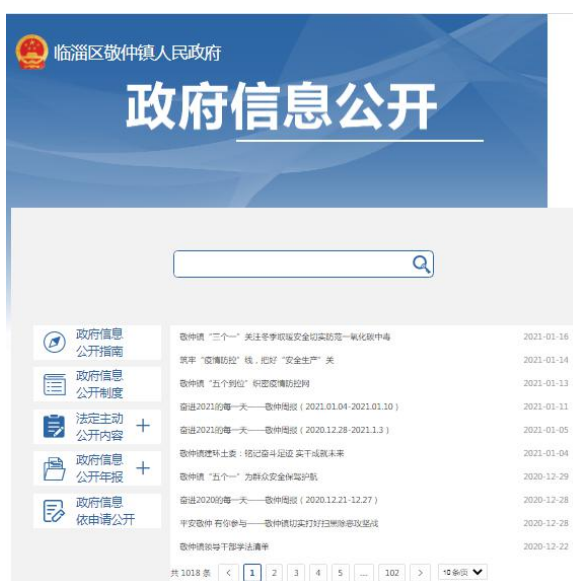 临淄区敬仲镇人民政府
政府信息公开
政府信息
公开指南
政府信息
公开制度
法定主动
公开内容 +
政府信息
公开年报 +
政府信息
依申请公开
敬仲镇“三个一”关注冬季取暖安全切实防范一氧化碳中毒 2021-01-16
筑牢“疫情防控”线，把好“安全生产”关 2021-01-14
敬仲镇“五个到位”织密疫情防控网 2021-01-13
奋进2021的每一天——敬仲周报（2021.01.04-2021.01.10） 2021-01-11
奋进2021的每一天——敬仲周报（2020.12.28-2021.1.3） 2021-01-05
敬仲镇建环土委：铭记奋斗足迹 实干成就未来 2021-01-04
敬仲镇“五个一”为群众安全保驾护航 2020-12-29
奋进2020的每一天——敬仲周报（2020.12.21-12.27） 2020-12-28
平安敬仲 有你参与——敬仲镇切实打好扫黑除恶攻坚战 2020-12-28
敬仲镇领导干部学法清单 2020-12-22
共 1018 条 < 1 2 3 4 5 ... 102 > 10 条/页